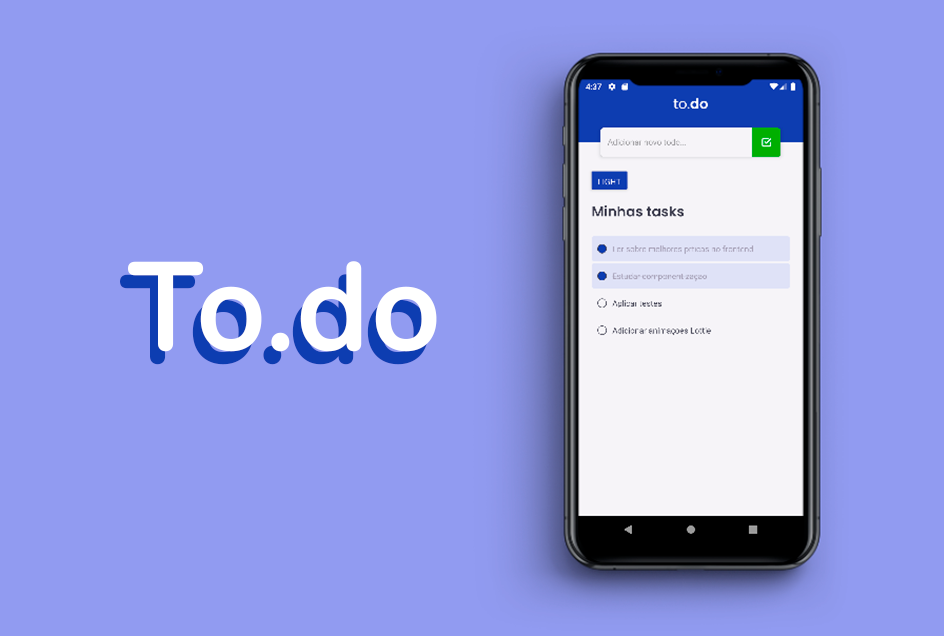 To.do
4:37
to.do
Adicionar novo todo...
LIGHT
Minhas tasks
Ler sobre melhores no frontend
Estudar componentização
Aplicar testes
Adicionar animações Lottie